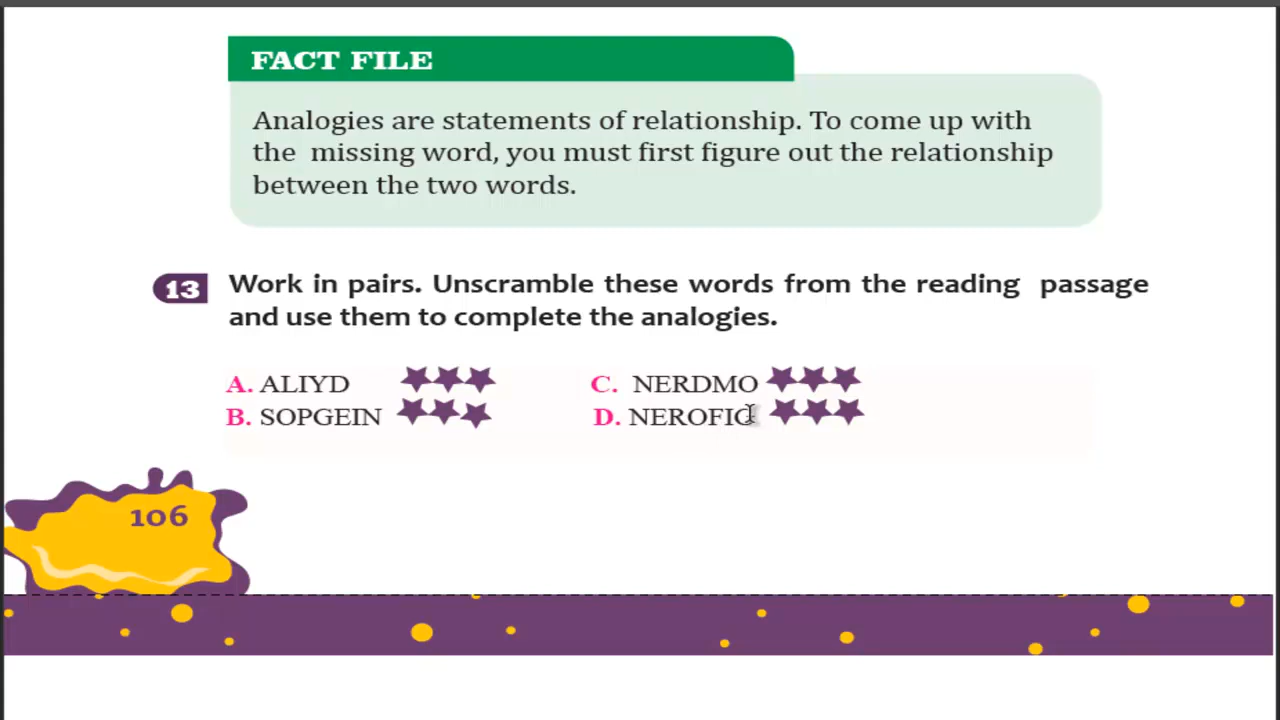 FACT FILE
Analogies are statements of relationship. To come up with
the missing word, you must first figure out the relationship
between the two words.
13 Work in pairs. Unscramble these words from the reading passage
and use them to complete the analogies.
A. ALIYD C. NERDMO
B. SOPGEIN D. NEROFIG
106